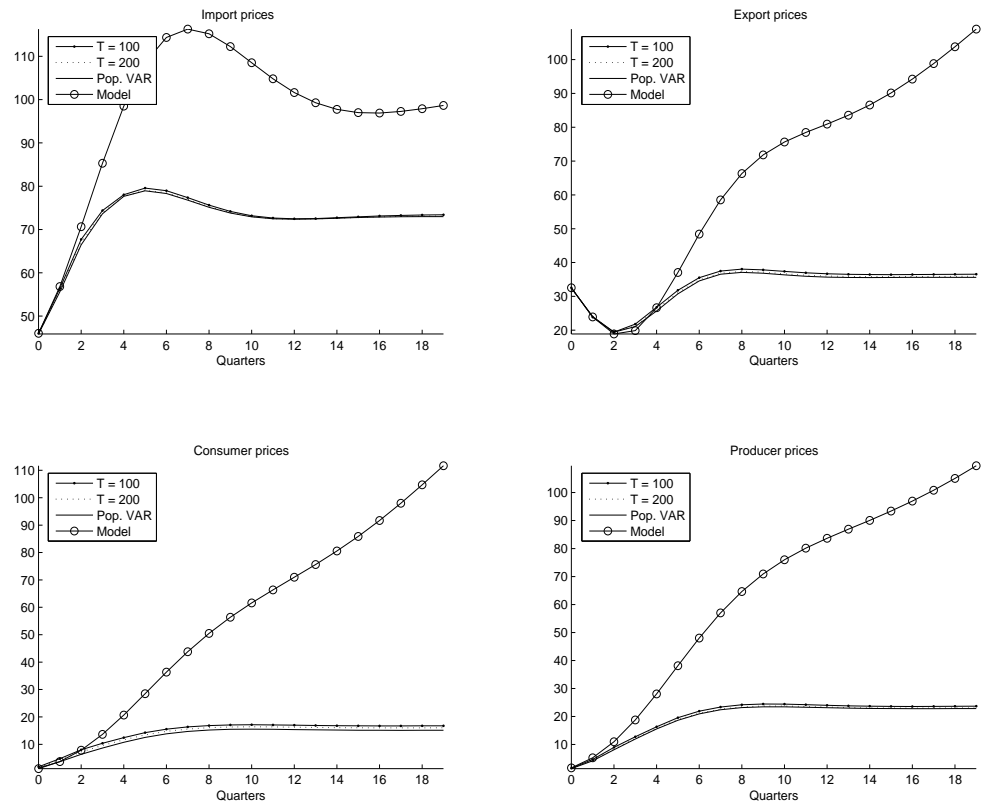 Import prices
110
100
90
80
70
60
50
T = 100
T = 200
Pop. VAR
Model
0 2 4 6 8 10 12 14 16 18
Quarters
Export prices
100
90
80
70
60
50
40
30
20
T = 100
T = 200
Pop. VAR
Model
0 2 4 6 8 10 12 14 16 18
Quarters
Consumer prices
110
100
90
80
70
60
50
40
30
20
10
T = 100
T = 200
Pop. VAR
Model
0 2 4 6 8 10 12 14 16 18
Quarters
Producer prices
100
90
80
70
60
50
40
30
20
10
T = 100
T = 200
Pop. VAR
Model
0 2 4 6 8 10 12 14 16 18
Quarters